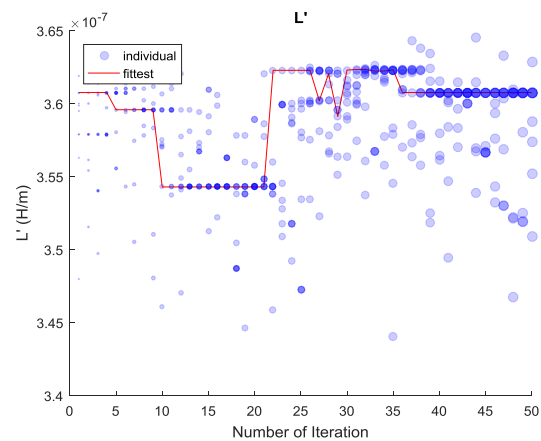 L'
× 10⁻⁷
3.65
3.6
3.55
3.5
3.45
3.4
L' (H/m)
individual
fittest
0 5 10 15 20 25 30 35 40 45 50
Number of Iteration